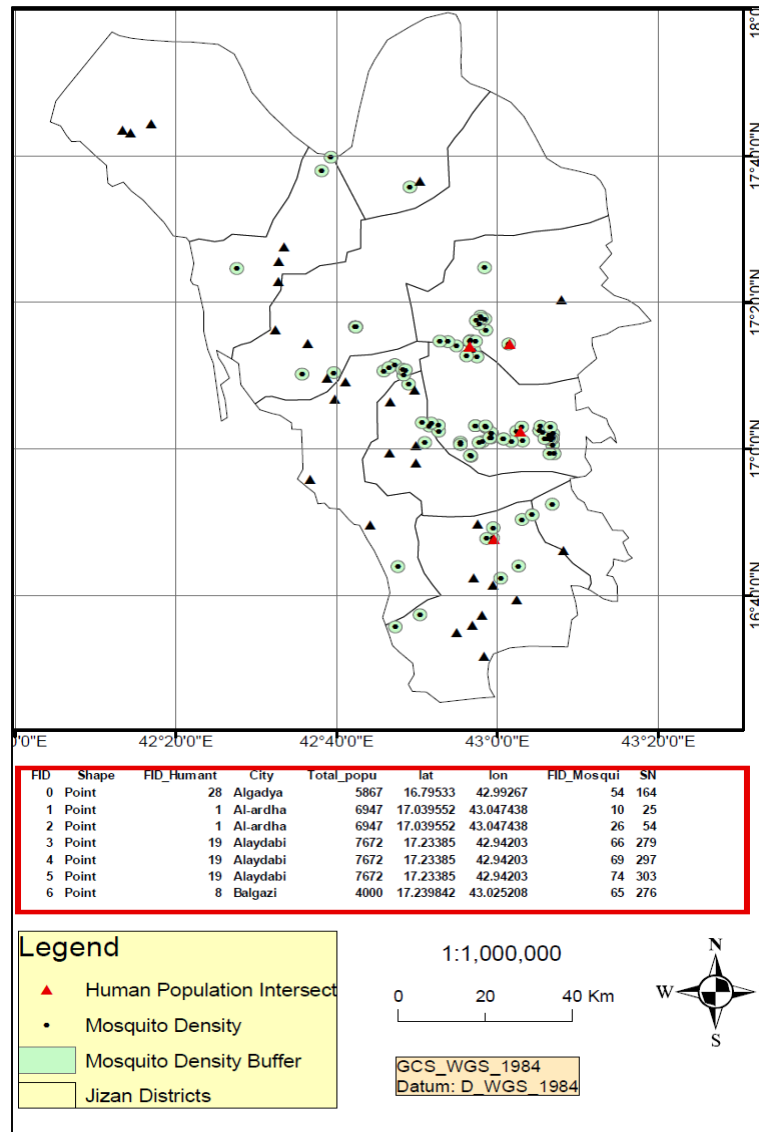 18°0
17°40'0"N
17°20'0"N
17°0'0"N
16°40'0"N
0'0"E 42°20'0"E 42°40'0"E 43°0'0"E 43°20'0"E
FID Shape FID_Humant City Total_popu lat lon FID_Mosqui SN
0 Point 28 Algadya 5867 16.79533 42.99267 54 164
1 Point 1 Al-ardha 6947 17.039552 43.047438 10 25
2 Point 1 Al-ardha 6947 17.039552 43.047438 26 54
3 Point 19 Alaydabi 7672 17.23385 42.94203 66 279
4 Point 19 Alaydabi 7672 17.23385 42.94203 69 297
5 Point 19 Alaydabi 7672 17.23385 42.94203 74 303
6 Point 8 Balgazi 4000 17.239842 43.025208 65 276
Legend
Human Population Intersect
Mosquito Density
Mosquito Density Buffer
Jizan Districts
1:1,000,000
0 20 40 Km
GCS_WGS_1984
Datum: D_WGS_1984
N
W E
S